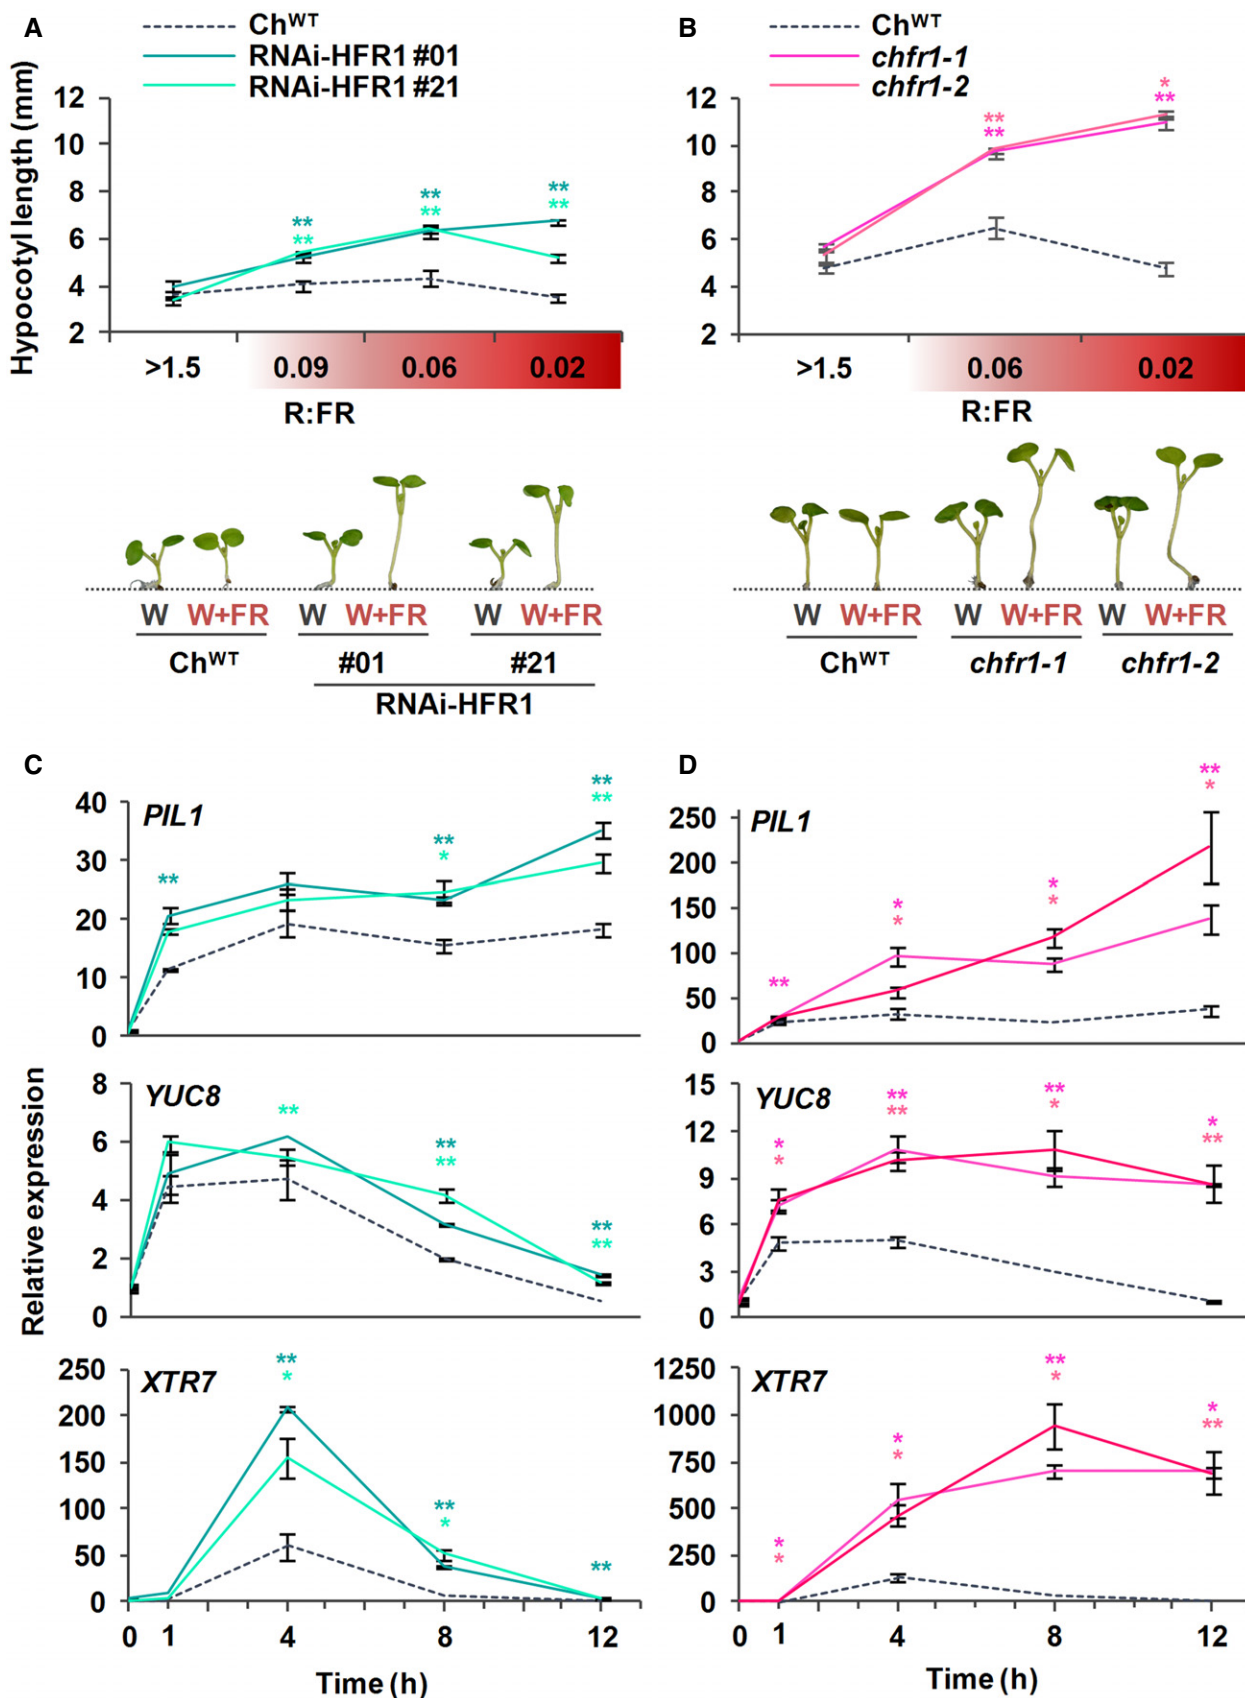 A
Ch^WT
RNAi-HFR1 #01
RNAi-HFR1 #21
Hypocotyl length (mm)
12
10
8
6
4
2
**
**
**
**
**
**
>1.5
0.09
0.06
0.02
R:FR
W
W+FR
W
W+FR
W
W+FR
Ch^WT
#01
#21
RNAi-HFR1
B
Ch^WT
chfr1-1
chfr1-2
12
10
8
6
4
2
**
**
*
**
>1.5
0.06
0.02
R:FR
W
W+FR
W
W+FR
W
W+FR
Ch^WT
chfr1-1
chfr1-2
C
Relative expression
PIL1
40
30
20
10
0
**
**
*
**
**
YUC8
8
6
4
2
0
**
**
**
**
**
XTR7
250
200
150
100
50
0
**
*
**
*
**
0
1
4
8
12
Time (h)
D
PIL1
250
200
150
100
50
0
**
*
*
*
*
**
*
YUC8
15
12
9
6
3
0
*
*
**
**
**
*
*
**
XTR7
1250
1000
750
500
250
0
*
*
*
*
**
*
*
**
0
1
4
8
12
Time (h)